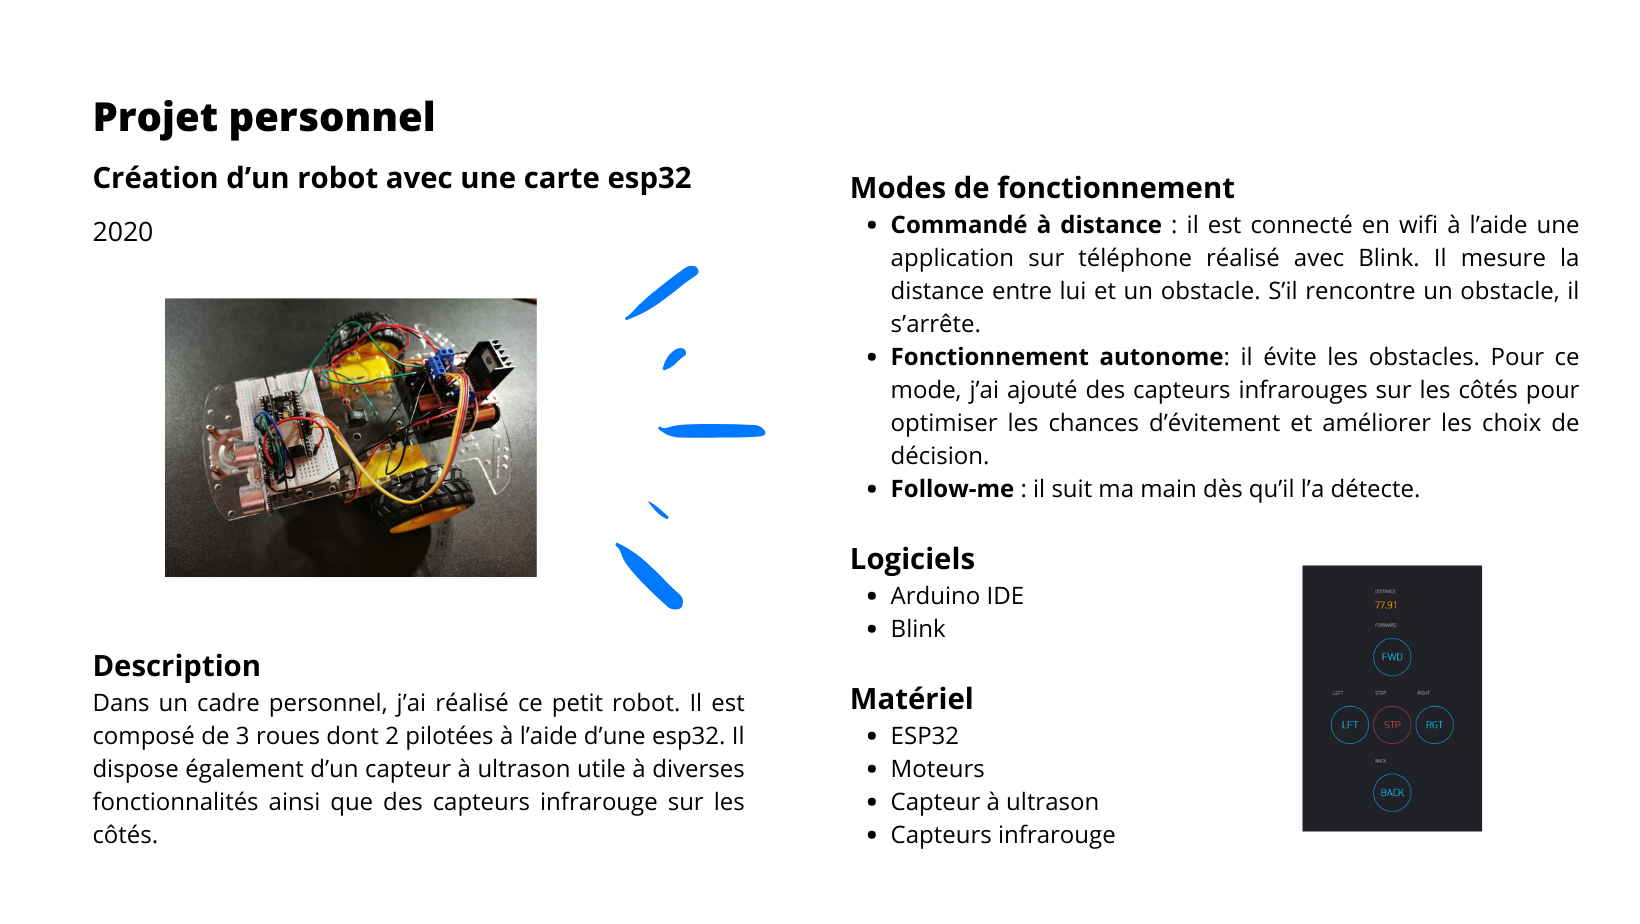 Projet personnel
Création d’un robot avec une carte esp32
2020
Description
Dans un cadre personnel, j’ai réalisé ce petit robot. Il est
composé de 3 roues dont 2 pilotées à l’aide d’une esp32. Il
dispose également d’un capteur à ultrason utile à diverses
fonctionnalités ainsi que des capteurs infrarouge sur les
côtés.
Modes de fonctionnement
• Commandé à distance : il est connecté en wifi à l’aide une
application sur téléphone réalisé avec Blink. Il mesure la
distance entre lui et un obstacle. S’il rencontre un obstacle, il
s’arrête.
• Fonctionnement autonome: il évite les obstacles. Pour ce
mode, j’ai ajouté des capteurs infrarouges sur les côtés pour
optimiser les chances d’évitement et améliorer les choix de
décision.
• Follow-me : il suit ma main dès qu’il l’a détecte.
Logiciels
• Arduino IDE
• Blink
Matériel
• ESP32
• Moteurs
• Capteur à ultrason
• Capteurs infrarouge
DISTANCE
77.91
FORWARD
FWD
LEFT STOP RIGHT
LFT STP RGT
BACK
BACK